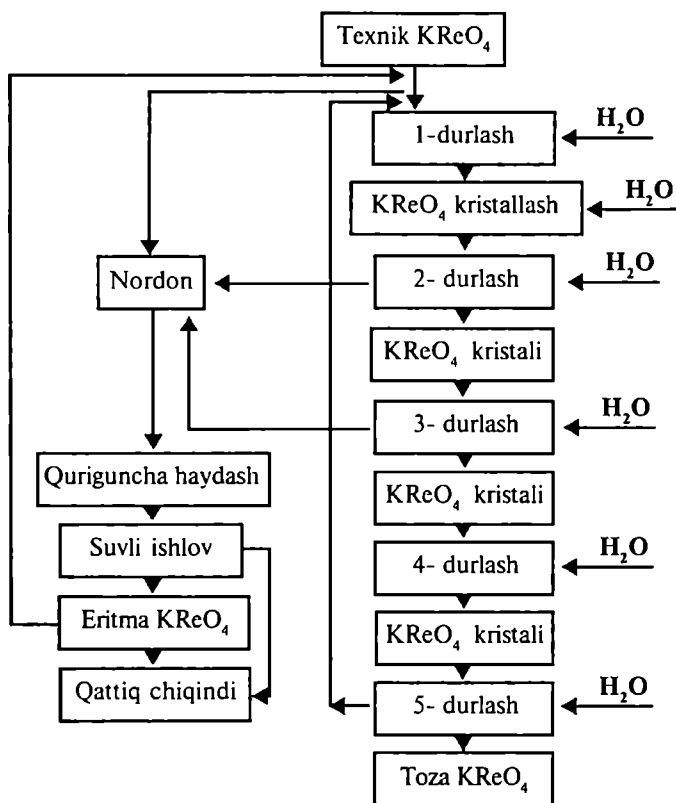 Texnik KReO₄
1-durlash
H₂O
KReO₄ kristallash
H₂O
Nordon
2- durlash
H₂O
KReO₄ kristali
3- durlash
H₂O
Quriguncha haydash
KReO₄ kristali
Suvli ishlov
4- durlash
H₂O
Eritma KReO₄
KReO₄ kristali
Qattiq chiqindi
5- durlash
H₂O
Toza KReO₄